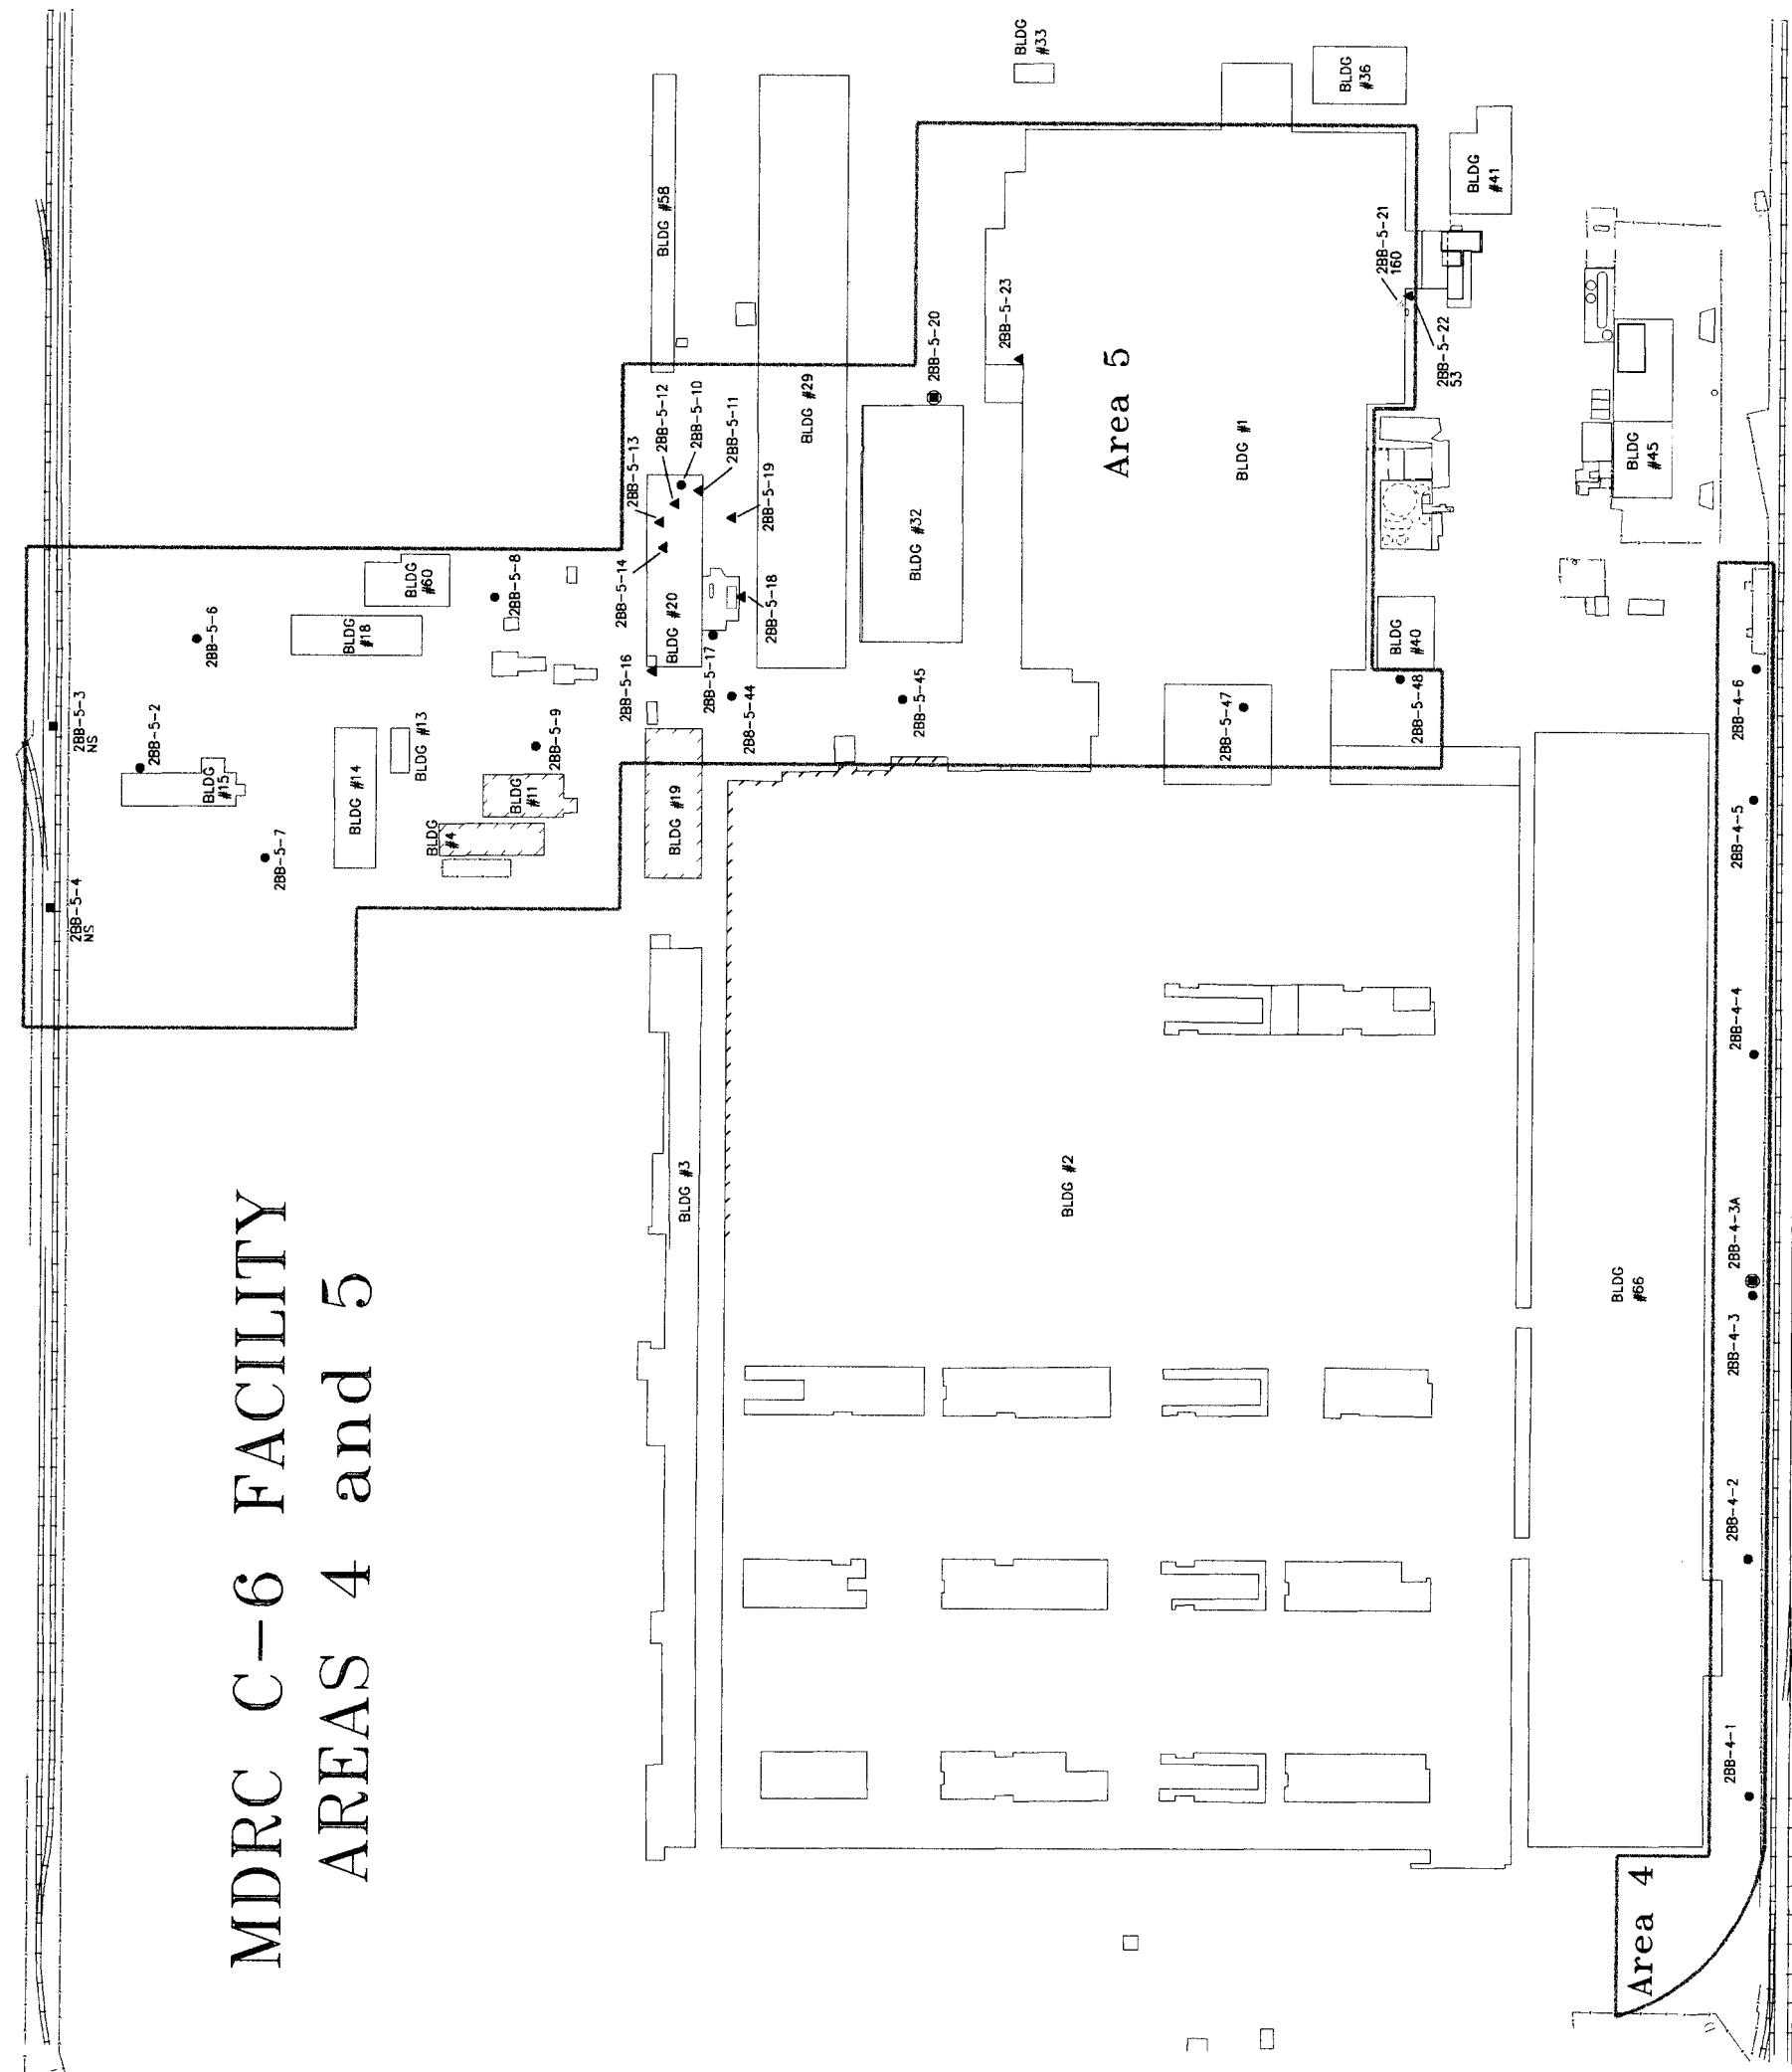 MDRC C-6 FACILITY
AREAS 4 and 5
2BB-5-4
NS
2BB-5-3
NS
2BB-5-2
2BB-5-6
2BB-5-7
BLDG
#15
BLDG #14
BLDG #13
BLDG
#18
BLDG
#60
BLDG
#4
BLDG
#11
2BB-5-9
2BB-5-8
BLDG #19
2BB-5-16
2BB-5-14
2BB-5-13
2BB-5-12
2BB-5-10
2BB-5-11
BLDG #20
2BB-5-17
2BB-5-18
2BB-5-19
2BB-5-44
BLDG #58
BLDG #29
BLDG #3
BLDG #32
2BB-5-45
2BB-5-20
2BB-5-23
BLDG
#33
Area 5
BLDG #1
BLDG #2
2BB-5-47
BLDG
#36
2BB-5-21
160
2BB-5-22
53
BLDG
#40
2BB-5-48
BLDG
#41
BLDG
#45
BLDG
#66
Area 4
2BB-4-1
2BB-4-2
2BB-4-3
2BB-4-3A
2BB-4-4
2BB-4-5
2BB-4-6